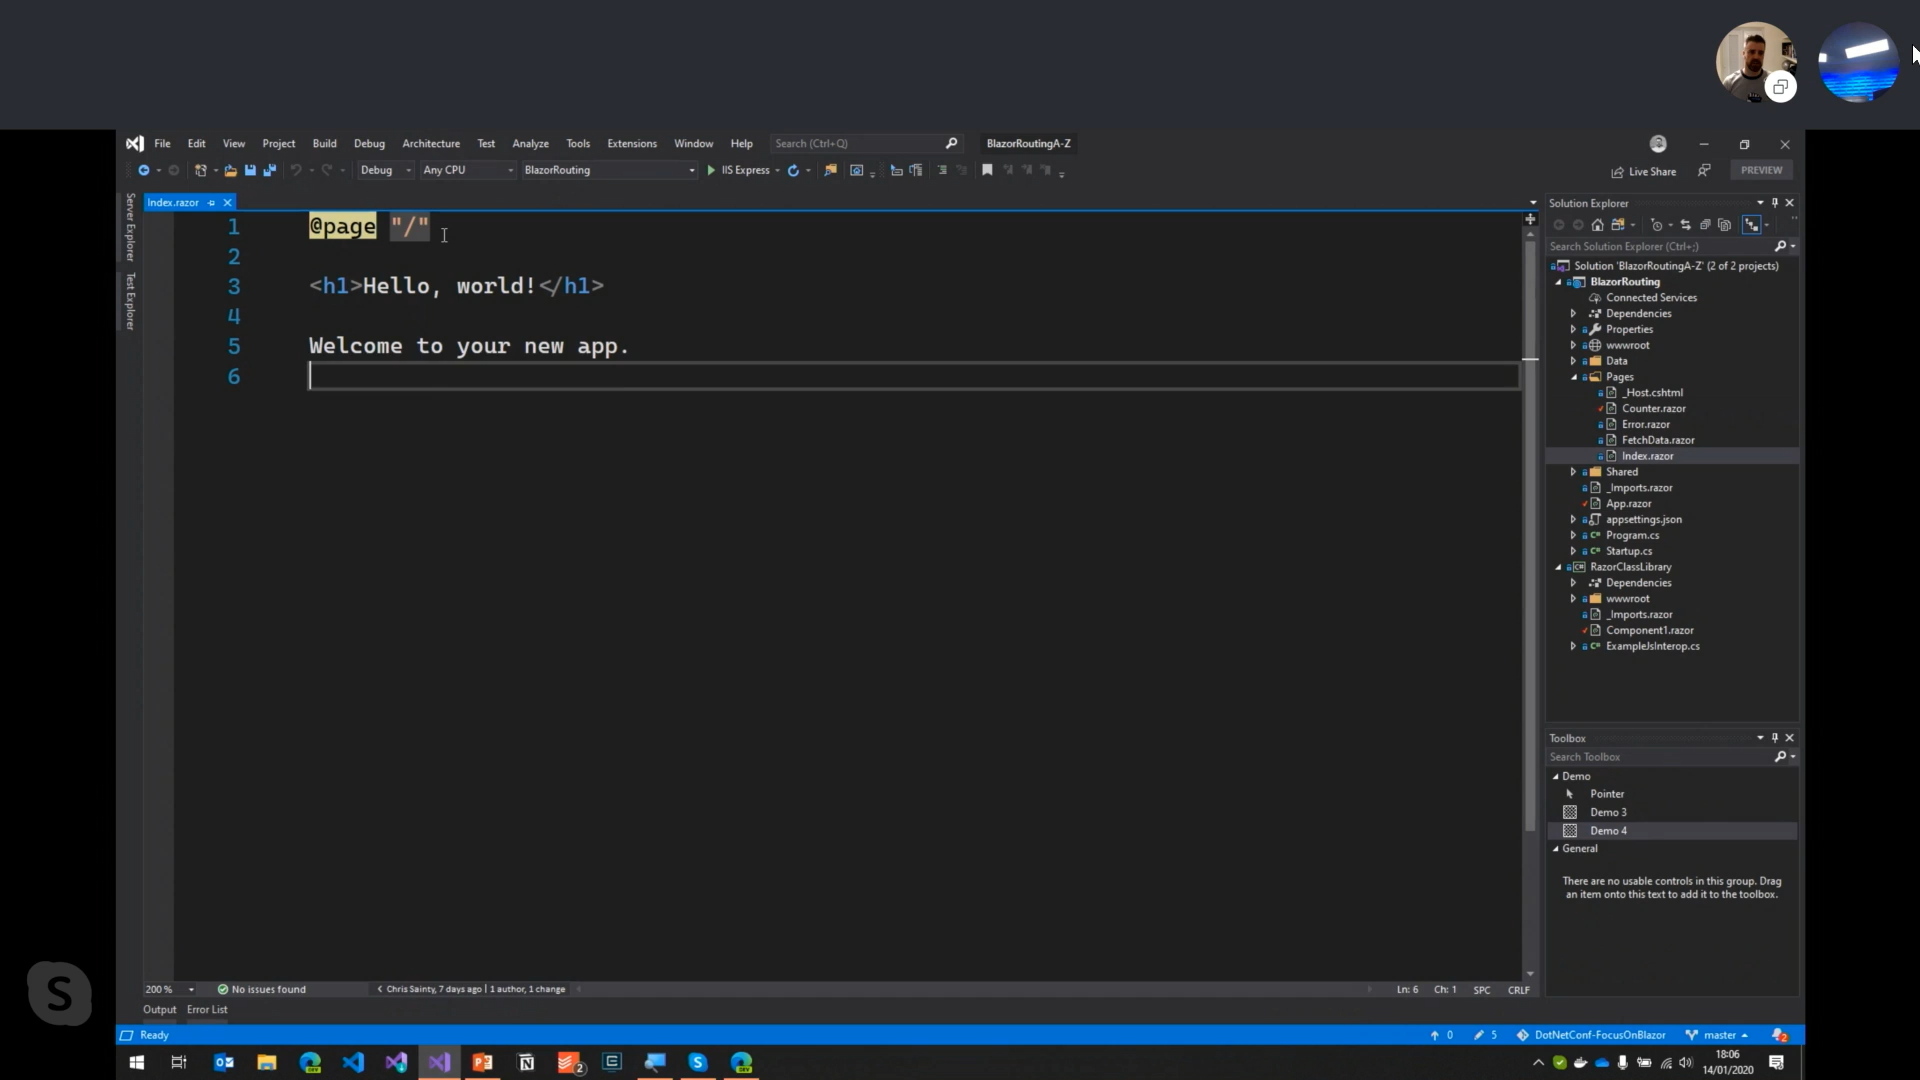 File Edit View Project Build Debug Architecture Test Analyze Tools Extensions Window Help Search (Ctrl+Q) BlazorRoutingA-Z
Debug Any CPU BlazorRouting IIS Express Live Share PREVIEW
Server Explorer
Test Explorer
Index.razor
1 @page "/"
2
3 <h1>Hello, world!</h1>
4
5 Welcome to your new app.
6
Solution Explorer
Search Solution Explorer (Ctrl+;)
Solution 'BlazorRoutingA-Z' (2 of 2 projects)
BlazorRouting
Connected Services
Dependencies
Properties
wwwroot
Data
Pages
_Host.cshtml
Counter.razor
Error.razor
FetchData.razor
Index.razor
Shared
_Imports.razor
App.razor
appsettings.json
Program.cs
Startup.cs
RazorClassLibrary
Dependencies
wwwroot
_Imports.razor
Component1.razor
ExampleJsInterop.cs
Toolbox
Search Toolbox
Demo
Pointer
Demo 3
Demo 4
General
There are no usable controls in this group. Drag
an item onto this text to add it to the toolbox.
200 % No issues found Chris Sainty, 7 days ago | 1 author, 1 change Ln: 6 Ch: 1 SPC CRLF
Output Error List
Ready 0 5 DotNetConf-FocusOnBlazor master 2
18:06
14/01/2020